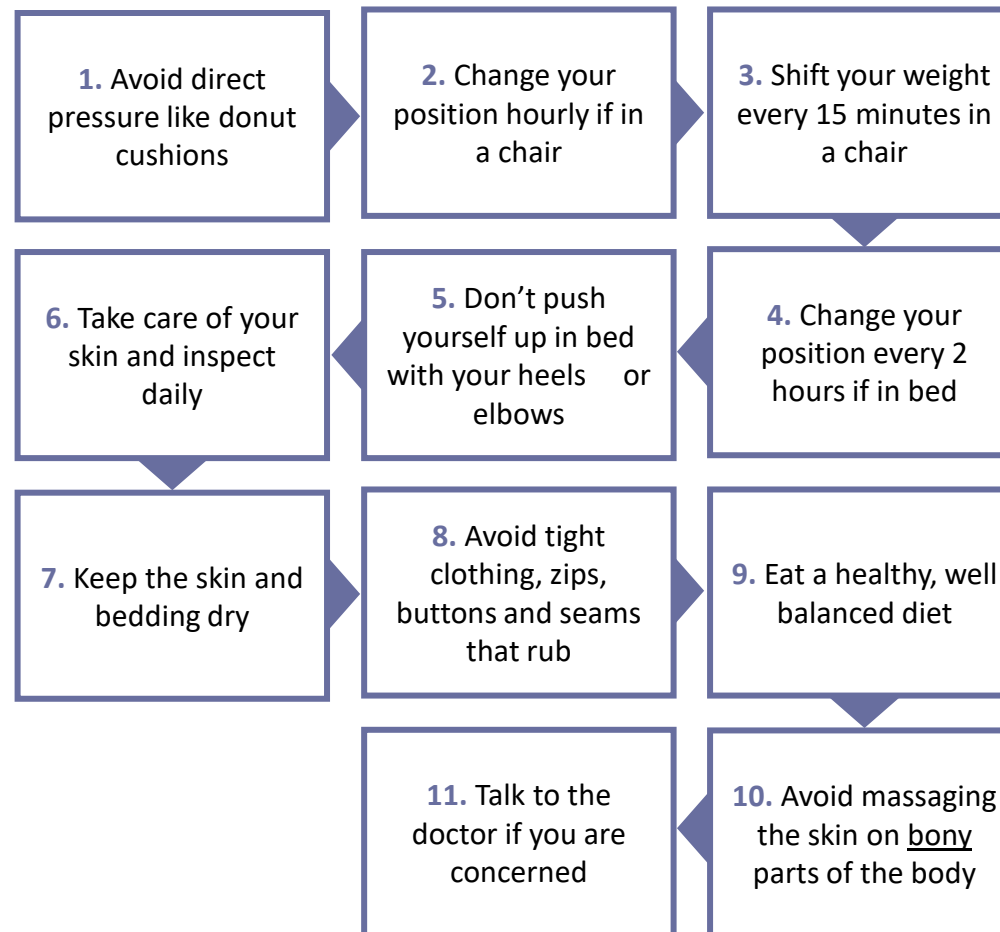 1. Avoid direct
pressure like donut
cushions
2. Change your
position hourly if in
a chair
3. Shift your weight
every 15 minutes in
a chair
4. Change your
position every 2
hours if in bed
5. Don’t push
yourself up in bed
with your heels or
elbows
6. Take care of your
skin and inspect
daily
7. Keep the skin and
bedding dry
8. Avoid tight
clothing, zips,
buttons and seams
that rub
9. Eat a healthy, well
balanced diet
10. Avoid massaging
the skin on bony
parts of the body
11. Talk to the
doctor if you are
concerned